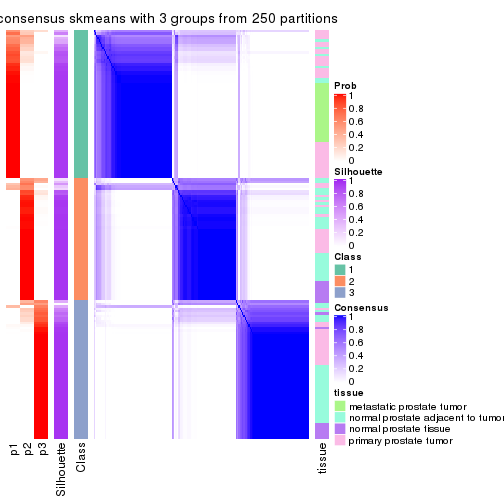 consensus skmeans with 3 groups from 250 partitions
Prob
1
0.8
0.6
0.4
0.2
0
Silhouette
1
0.8
0.6
0.4
0.2
0
Class
1
2
3
Consensus
1
0.8
0.6
0.4
0.2
0
tissue
metastatic prostate tumor
normal prostate adjacent to tumor
normal prostate tissue
primary prostate tumor
p1
p2
p3
Silhouette
Class
tissue